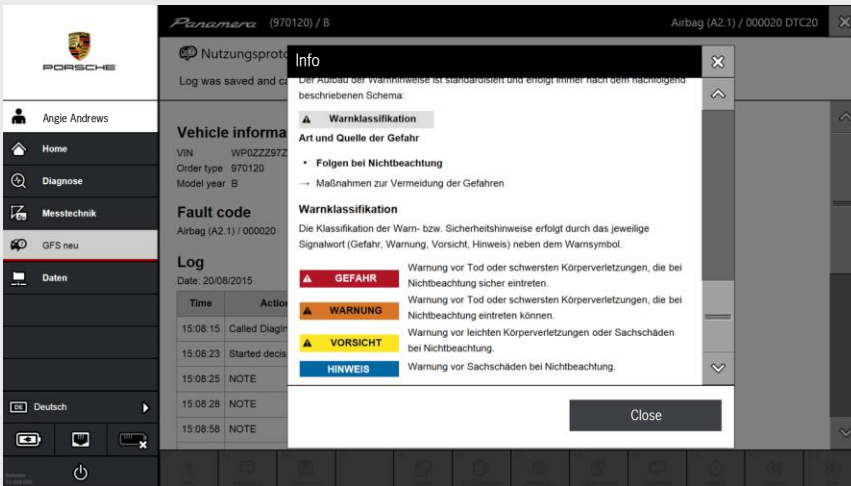 PORSCHE
Angie Andrews
Home
Diagnose
Messtechnik
GFS neu
Daten
DE Deutsch
Panamera (970120) / B
Airbag (A2.1) / 000020 DTC20
Nutzungsproto
Log was saved and ca
Vehicle informa
VIN WP0ZZZ97Z
Order type 970120
Model year B
Fault code
Airbag (A2.1) / 000020
Log
Date: 20/08/2015
Time Action
15:08:15 Called DiagIn
15:08:23 Started decis
15:08:25 NOTE
15:08:28 NOTE
15:08:58 NOTE
Info
Der Aufbau der Warnhinweise ist standardisiert und erfolgt immer nach dem nachfolgend
beschriebenen Schema:
Warnklassifikation
Art und Quelle der Gefahr
• Folgen bei Nichtbeachtung
→ Maßnahmen zur Vermeidung der Gefahren
Warnklassifikation
Die Klassifikation der Warn- bzw. Sicherheitshinweise erfolgt durch das jeweilige
Signalwort (Gefahr, Warnung, Vorsicht, Hinweis) neben dem Warnsymbol.
GEFAHR
Warnung vor Tod oder schwersten Körperverletzungen, die bei
Nichtbeachtung sicher eintreten.
WARNUNG
Warnung vor Tod oder schwersten Körperverletzungen, die bei
Nichtbeachtung eintreten können.
VORSICHT
Warnung vor leichten Körperverletzungen oder Sachschäden
bei Nichtbeachtung.
HINWEIS
Warnung vor Sachschäden bei Nichtbeachtung.
Close